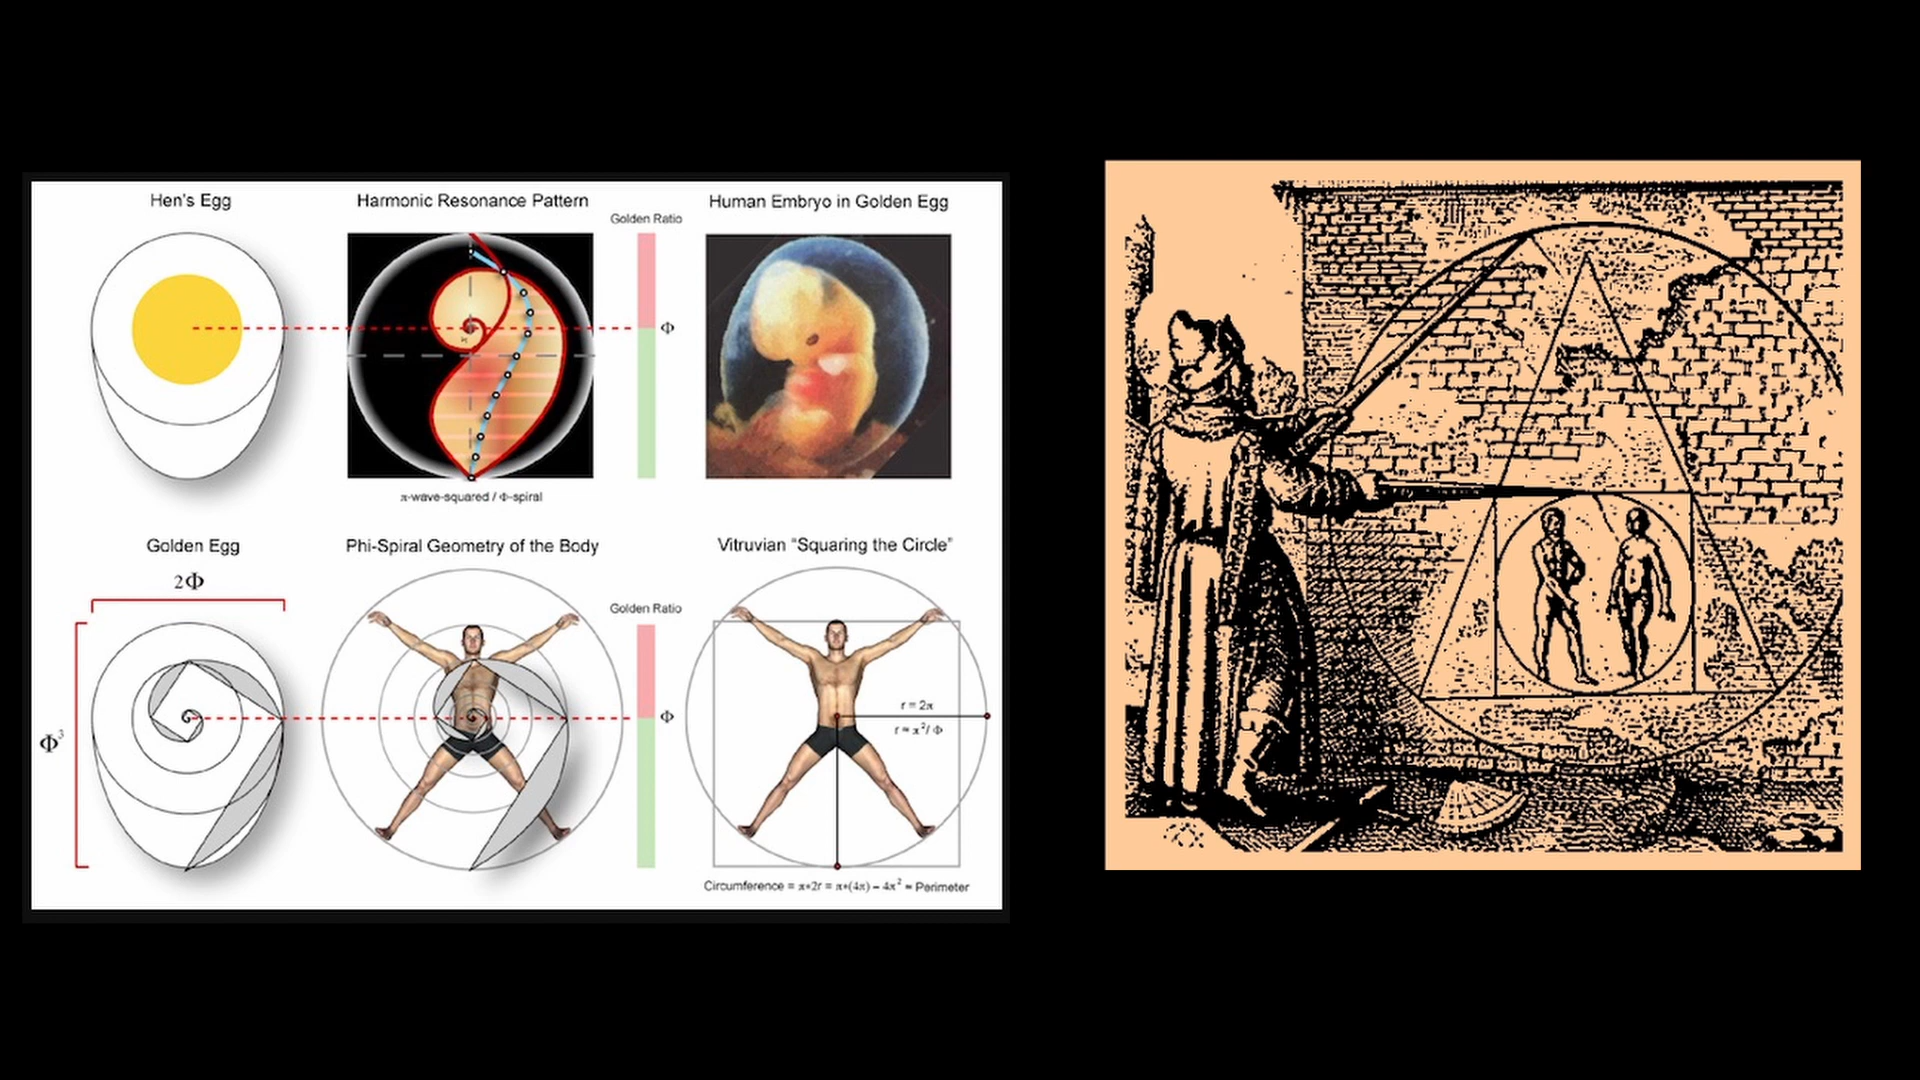 Hen's Egg
Harmonic Resonance Pattern
Golden Ratio
Human Embryo in Golden Egg
Φ
π-wave-squared / Φ-spiral
Golden Egg
Phi-Spiral Geometry of the Body
Vitruvian “Squaring the Circle”
2Φ
Golden Ratio
Φ³
Φ
r = 2π
r ≈ π²/ Φ
Circumference = π∗2r = π∗(4π) = 4π² ≈ Perimeter